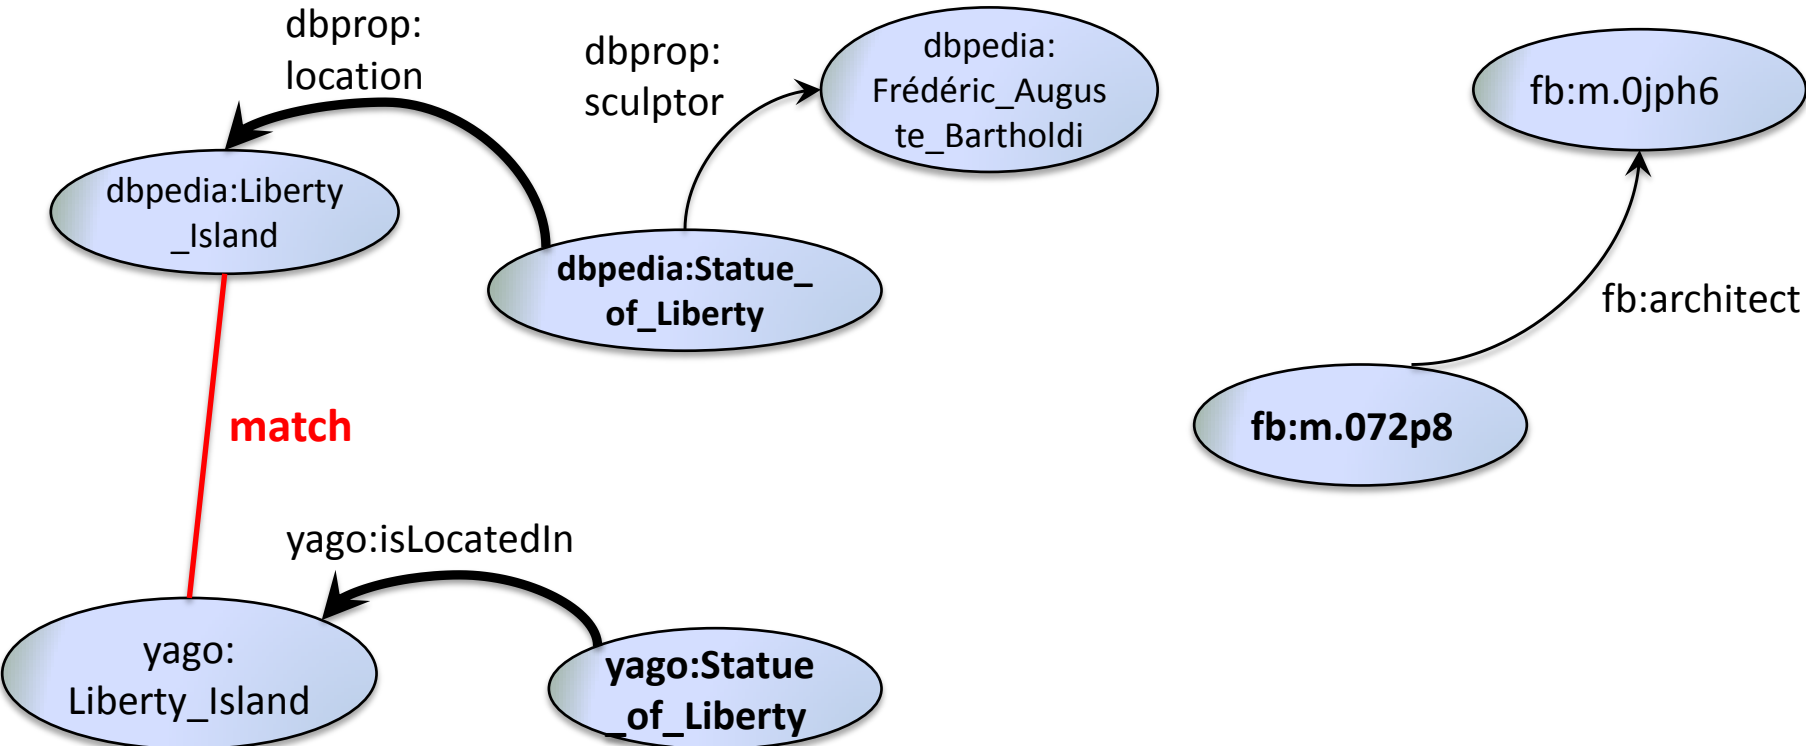 dbprop:
location
dbprop:
sculptor
dbpedia:
Frédéric_Augus
te_Bartholdi
fb:m.0jph6
dbpedia:Liberty
_Island
dbpedia:Statue_
of_Liberty
fb:architect
match
fb:m.072p8
yago:isLocatedIn
yago:
Liberty_Island
yago:Statue
_of_Liberty